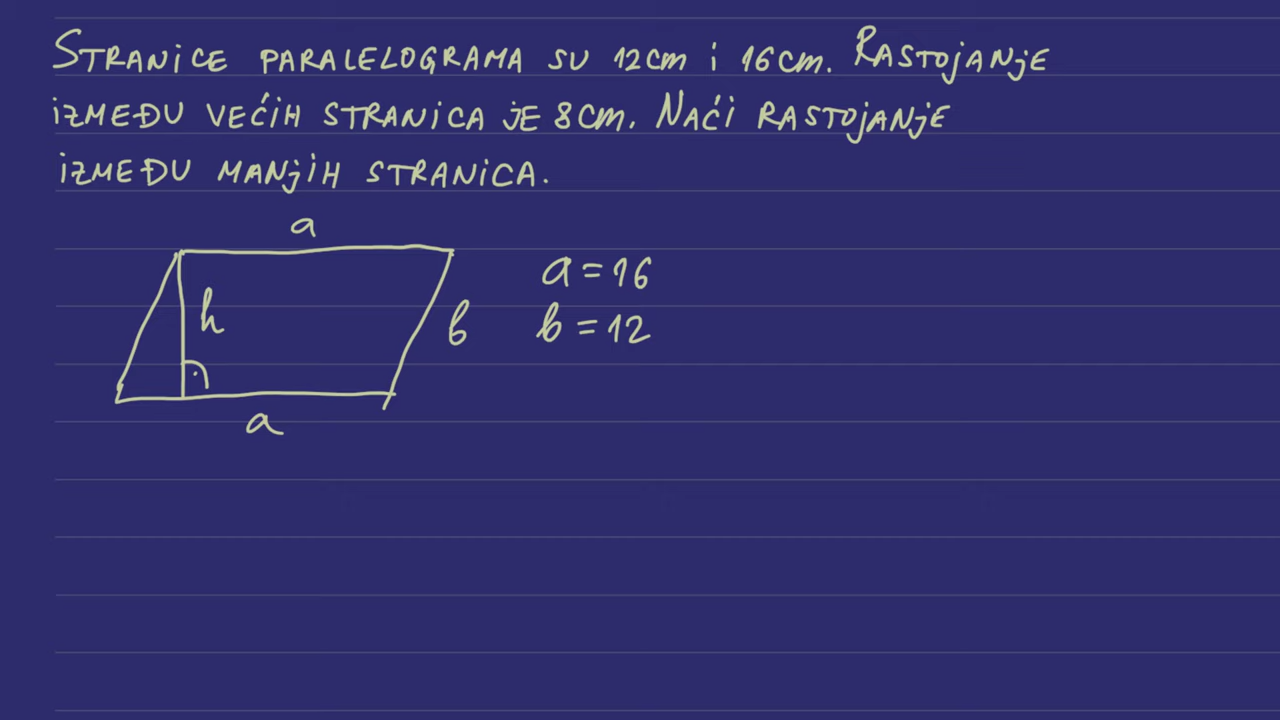 STRANICE PARALELOGRAMA SU 12cm i 16cm. RASTOJANJE
IZMEĐU VEĆIH STRANICA JE 8cm. NAĆI RASTOJANJE
IZMEĐU MANJIH STRANICA.
a
h
b
a
a = 16
b = 12